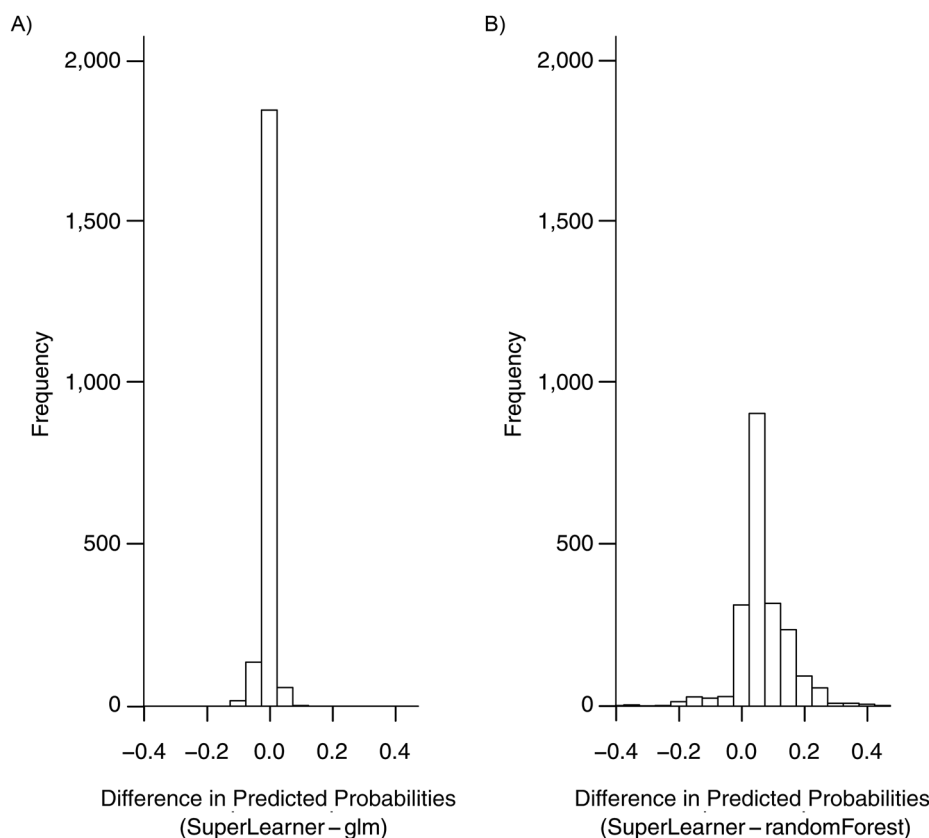 A)
2,000
1,500
1,000
500
0
Frequency
−0.4 −0.2 0.0 0.2 0.4
Difference in Predicted Probabilities
(SuperLearner – glm)
B)
2,000
1,500
1,000
500
0
Frequency
−0.4 −0.2 0.0 0.2 0.4
Difference in Predicted Probabilities
(SuperLearner – randomForest)